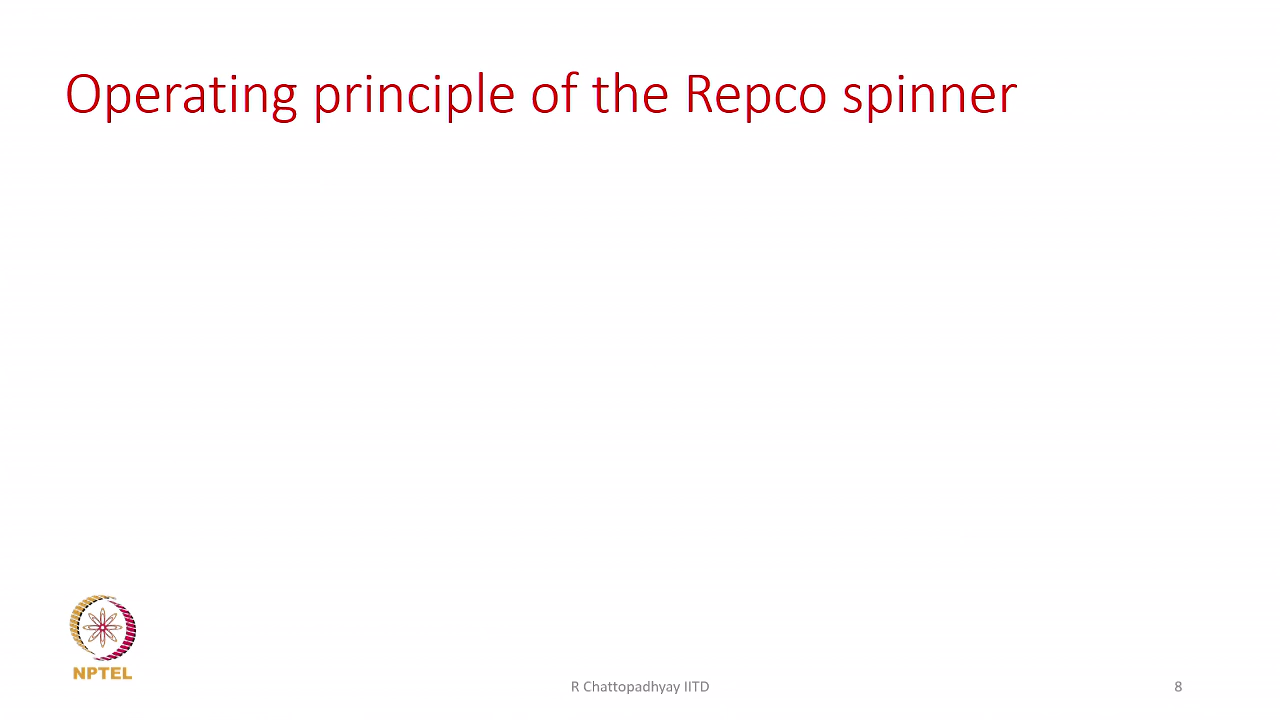 Operating principle of the Repco spinner
NPTEL
R Chattopadhyay IITD
8